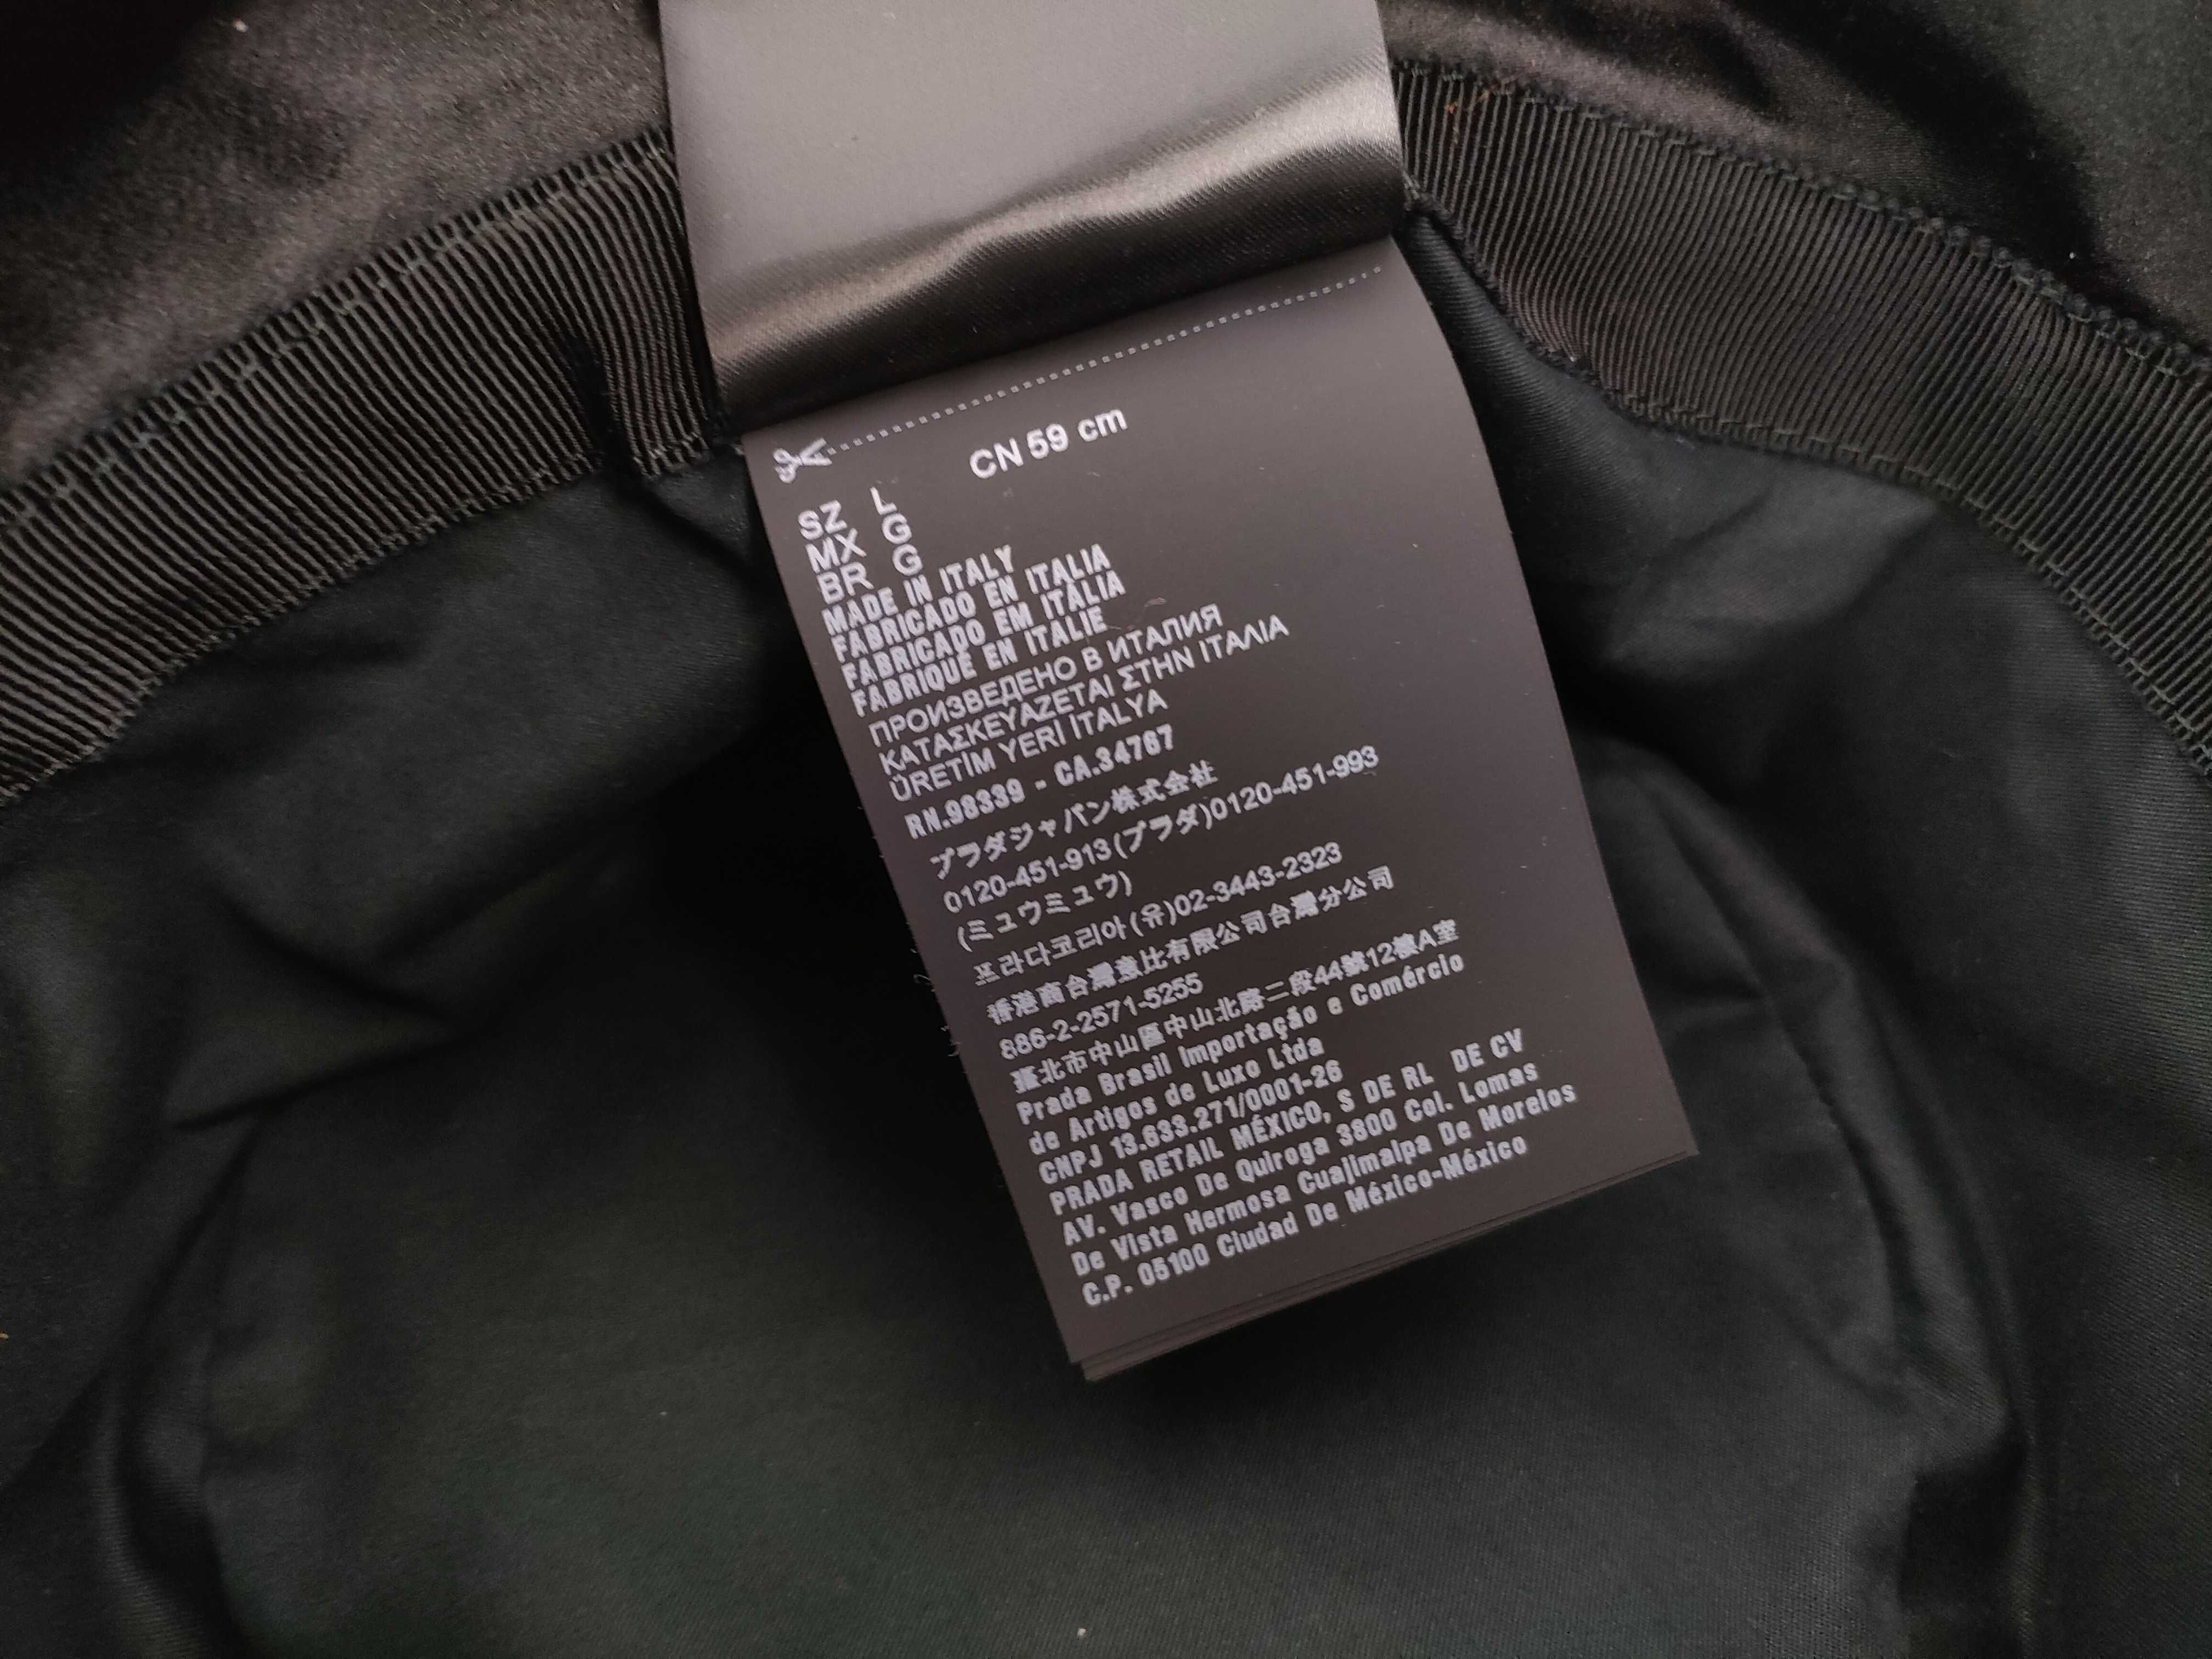 CN 59 cm
SZ L
MX G
BR G
MADE IN ITALY
FABRICADO EN ITALIA
FABRICADO EM ITÁLIA
FABRIQUÉ EN ITALIE
ПРОИЗВЕДЕНО В ИТАЛИЯ
ΚΑΤΑΣΚΕΥΑΖΕΤΑΙ ΣΤΗΝ ΙΤΑΛΙΑ
ÜRETİM YERİ İTALYA
RN.98339 - CA.34767
プラダジャパン株式会社
0120-451-913(プラダ)0120-451-993
(ミュウミュウ)
프라다코리아(유)02-3443-2323
香港商台灣意比有限公司台灣分公司
886-2-2571-5255
臺北市中山區中山北路二段44號12樓A室
Prada Brasil Importação e Comércio
de Artigos de Luxo Ltda
CNPJ 13.633.271/0001-26
PRADA RETAIL MÉXICO, S DE RL DE CV
AV. Vasco De Quiroga 3800 Col. Lomas
De Vista Hermosa Cuajimalpa De Morelos
C.P. 05100 Ciudad De México-México